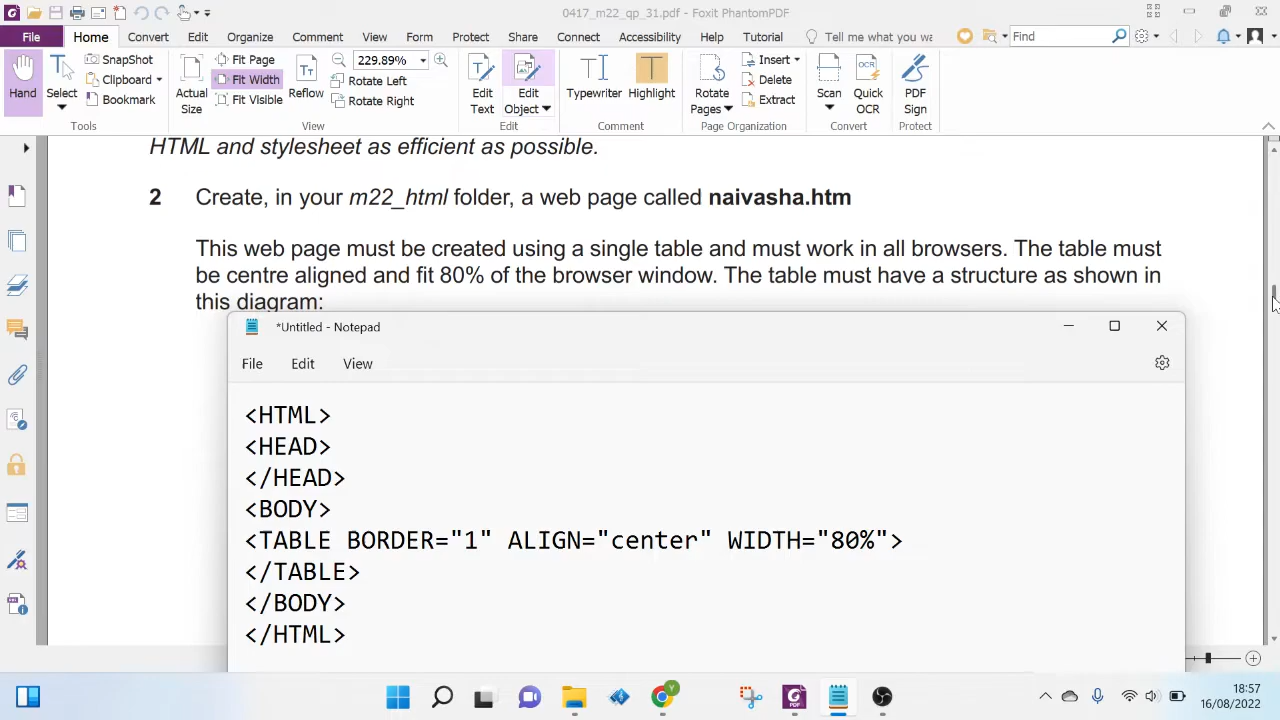 0417_m22_qp_31.pdf - Foxit PhantomPDF
File Home Convert Edit Organize Comment View Form Protect Share Connect Accessibility Help Tutorial Tell me what you wa Find
Hand
Select
SnapShot
Clipboard
Bookmark
Tools
Actual Size
Fit Page
Fit Width
Fit Visible
Reflow
229.89%
Rotate Left
Rotate Right
View
Edit Text
Edit Object
Edit
Typewriter
Highlight
Comment
Rotate Pages
Insert
Delete
Extract
Page Organization
Scan
Quick OCR
Convert
PDF Sign
Protect
HTML and stylesheet as efficient as possible.
2 Create, in your m22_html folder, a web page called naivasha.htm
This web page must be created using a single table and must work in all browsers. The table must
be centre aligned and fit 80% of the browser window. The table must have a structure as shown in
this diagram:
*Untitled - Notepad
File Edit View
<HTML>
<HEAD>
</HEAD>
<BODY>
<TABLE BORDER="1" ALIGN="center" WIDTH="80%">
</TABLE>
</BODY>
</HTML>
18:57
16/08/2022